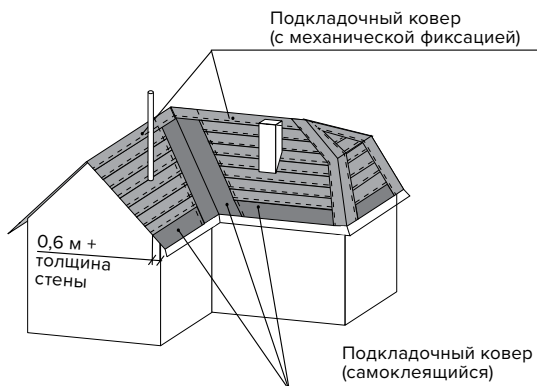 Подкладочный ковер
(с механической фиксацией)
0,6 м +
толщина
стены
Подкладочный ковер
(самоклеящийся)